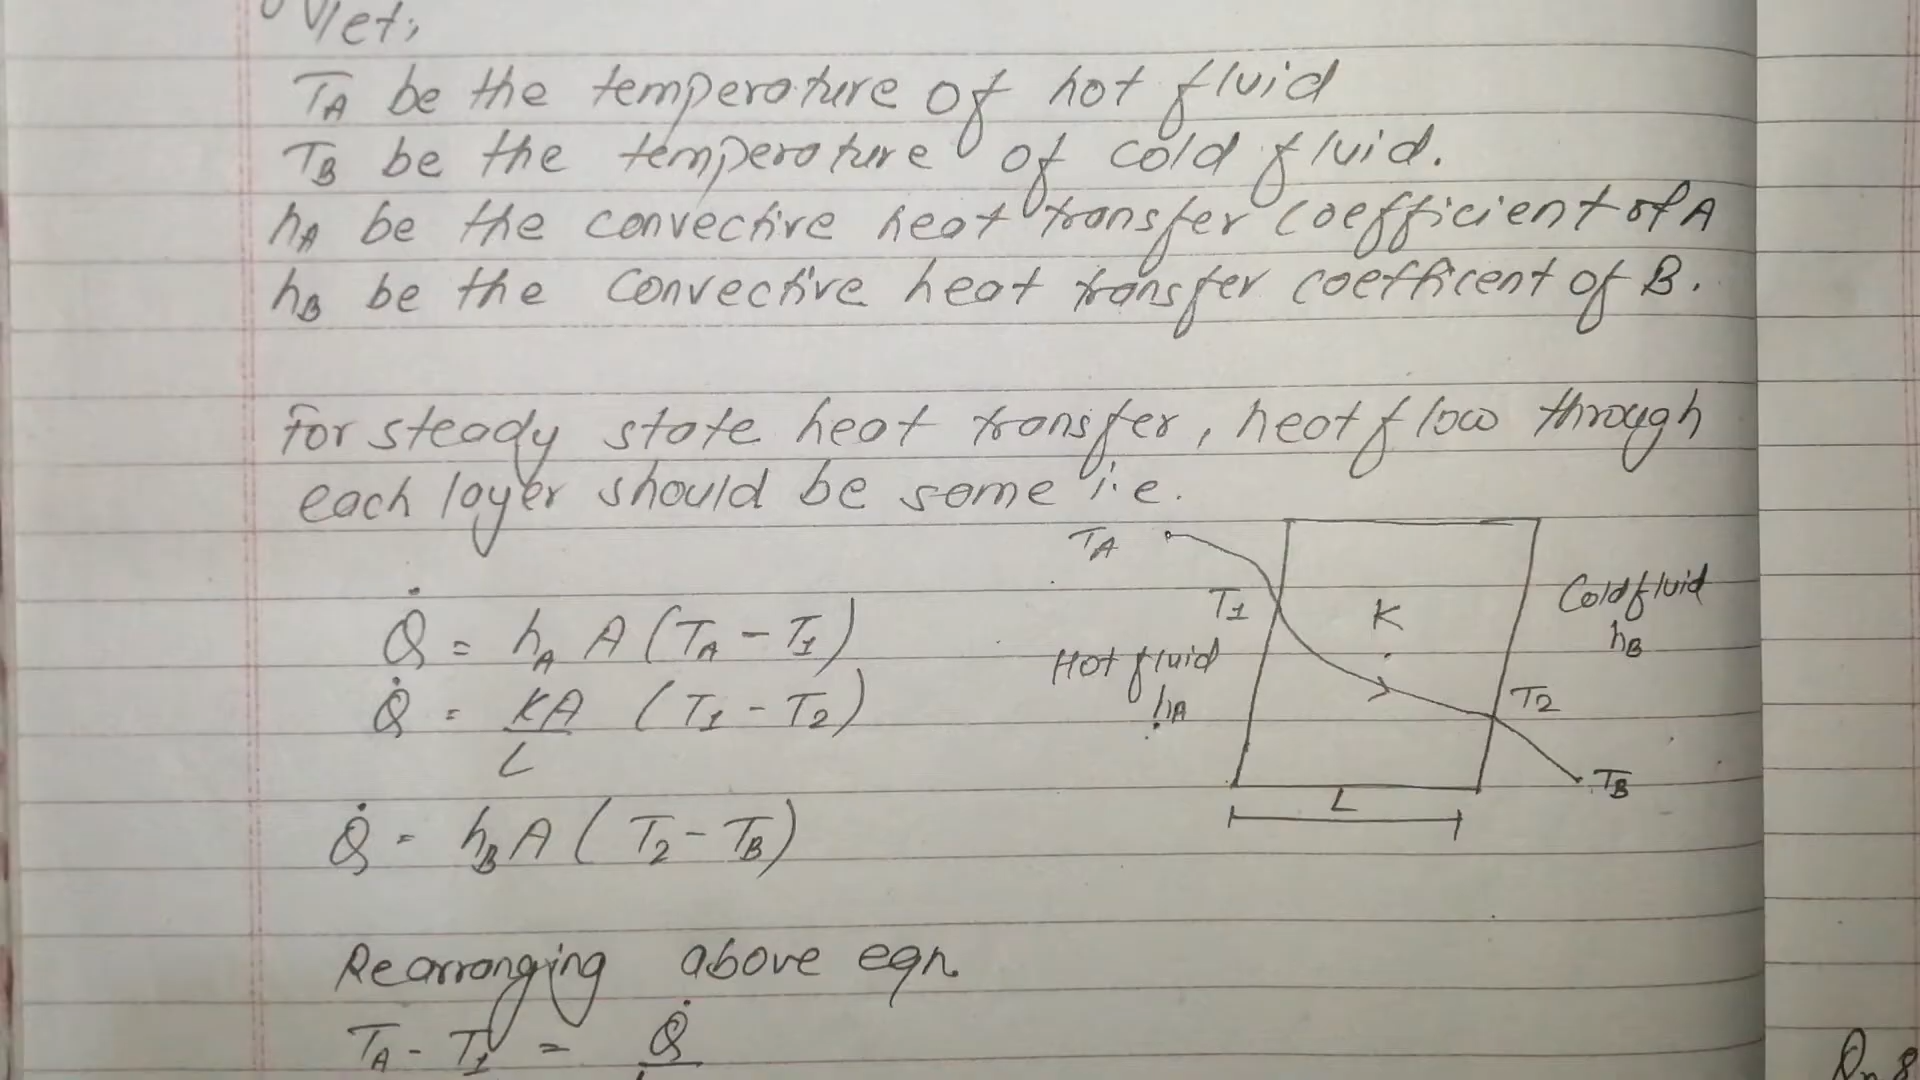 let,
TA be the temperature of hot fluid
TB be the temperature of cold fluid.
hA be the convective heat transfer coefficient of A
hB be the convective heat transfer coefficent of B.
For steady state heat transfer, heat flow through
each layer should be same i.e.
Q̇ = hA A (TA - T1)
Q̇ = KA/L (T1 - T2)
Q̇ = hB A (T2 - TB)
TA
T1
K
Cold fluid
hB
Hot fluid
hA
T2
TB
L
Rearranging above eqn
TA - T1 = Q̇
Qn 8